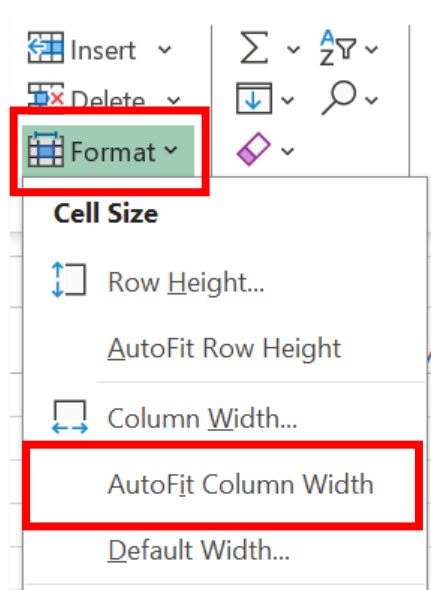 Insert
Delete
Format
Cell Size
Row Height...
AutoFit Row Height
Column Width...
AutoFit Column Width
Default Width...